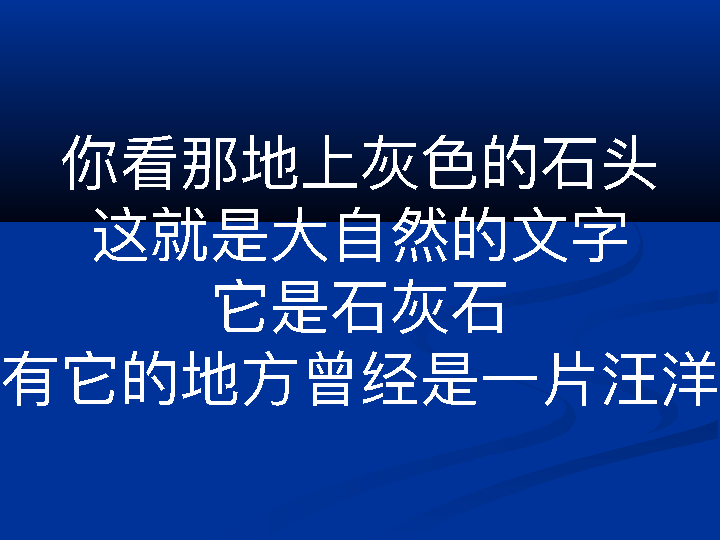 你看那地上灰色的石头
这就是大自然的文字
它是石灰石
有它的地方曾经是一片汪洋